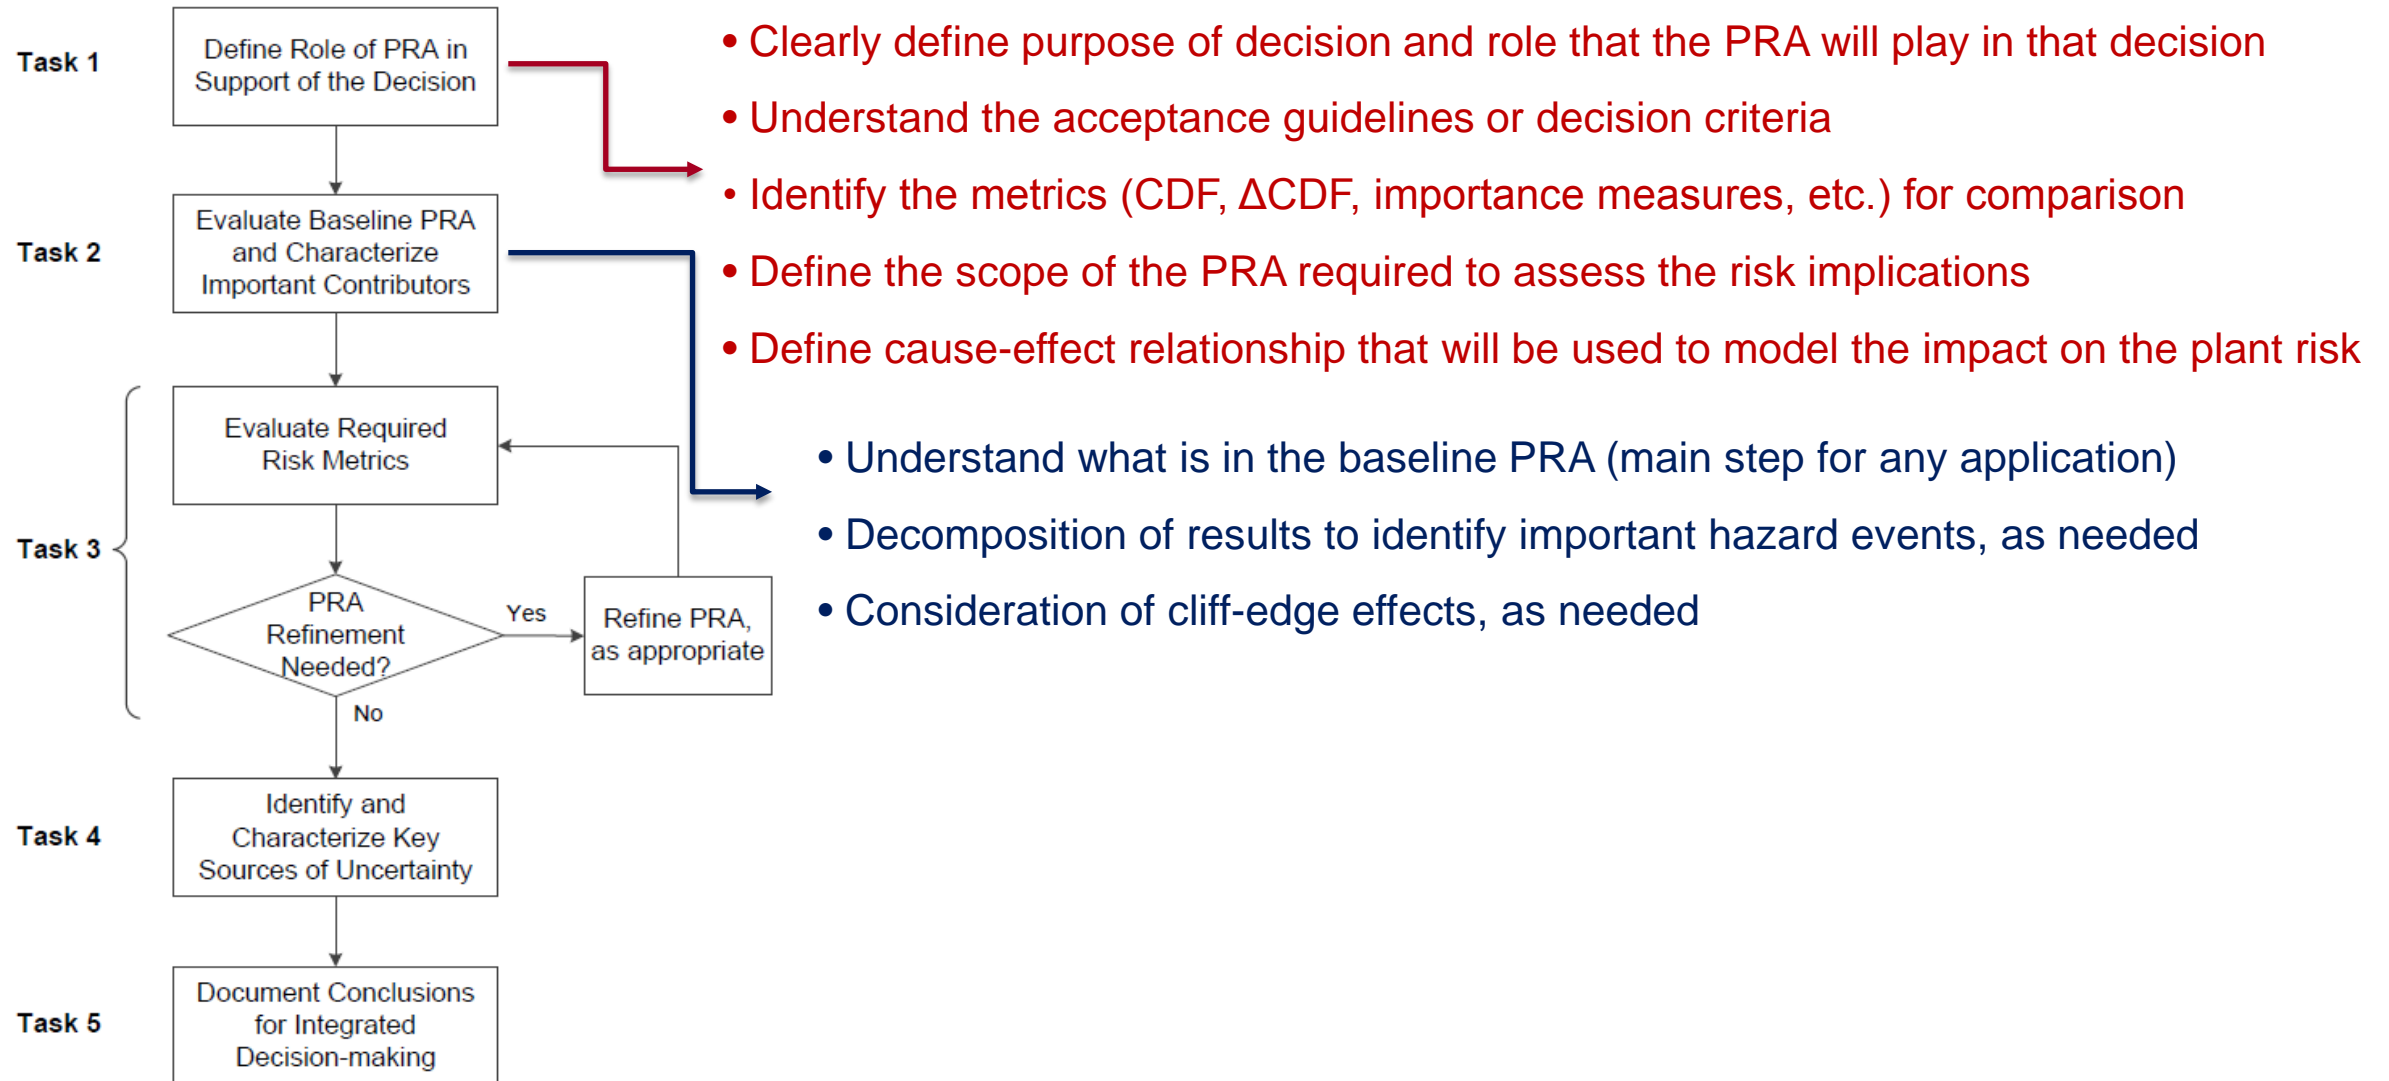 Task 1
Define Role of PRA in
Support of the Decision
• Clearly define purpose of decision and role that the PRA will play in that decision
• Understand the acceptance guidelines or decision criteria
• Identify the metrics (CDF, ΔCDF, importance measures, etc.) for comparison
• Define the scope of the PRA required to assess the risk implications
• Define cause-effect relationship that will be used to model the impact on the plant risk
Task 2
Evaluate Baseline PRA
and Characterize
Important Contributors
• Understand what is in the baseline PRA (main step for any application)
• Decomposition of results to identify important hazard events, as needed
• Consideration of cliff-edge effects, as needed
Task 3
Evaluate Required
Risk Metrics
PRA
Refinement
Needed?
Yes
Refine PRA,
as appropriate
No
Task 4
Identify and
Characterize Key
Sources of Uncertainty
Task 5
Document Conclusions
for Integrated
Decision-making